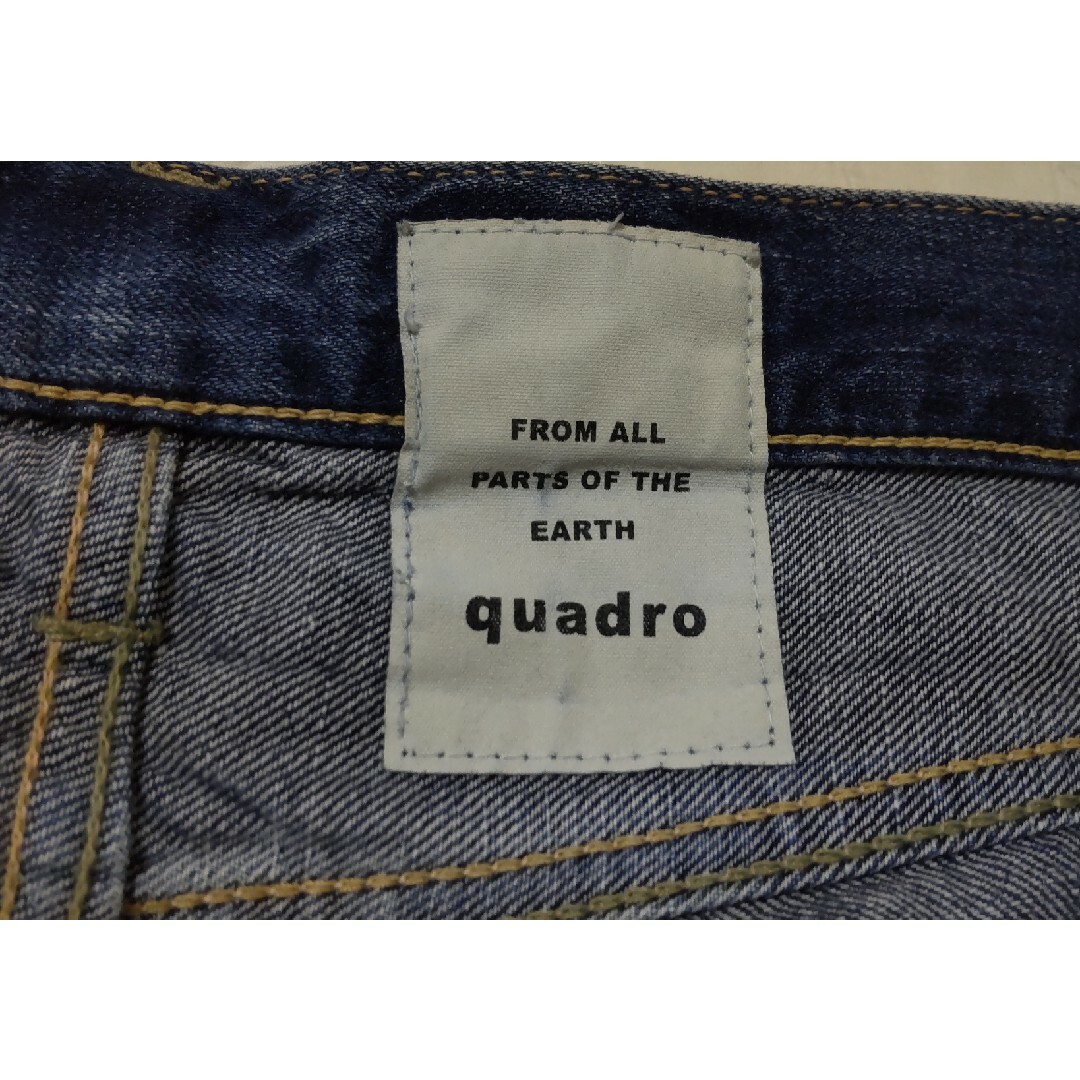 FROM ALL
PARTS OF THE
EARTH
quadro